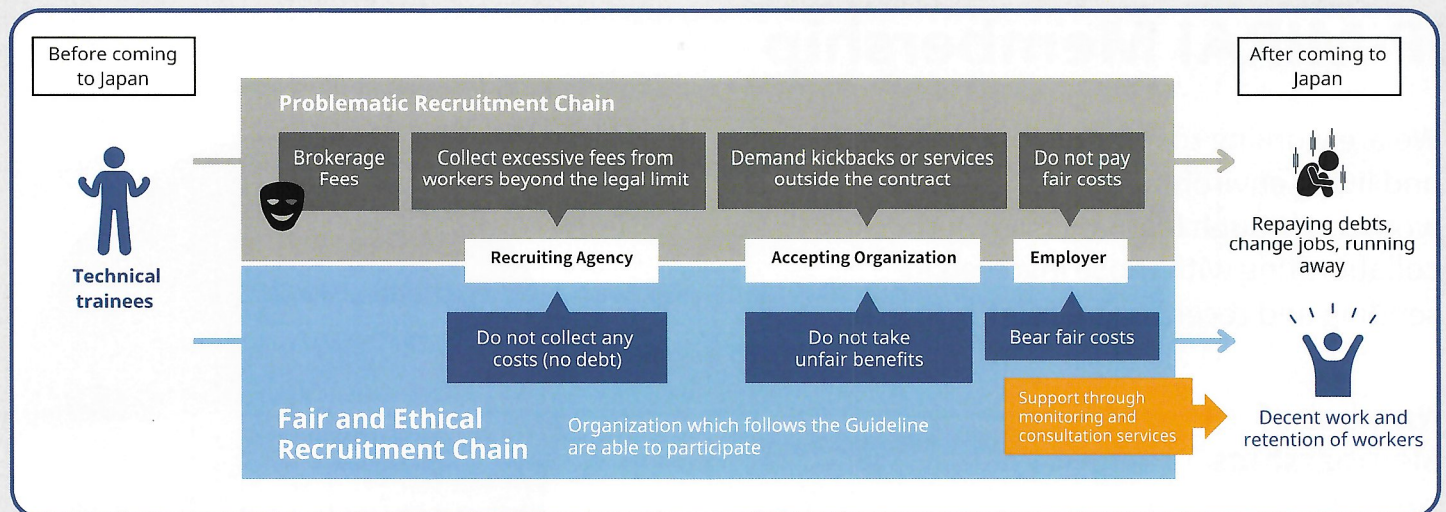 Before coming
to Japan
After coming to
Japan
Problematic Recruitment Chain
Brokerage
Fees
Collect excessive fees from
workers beyond the legal limit
Demand kickbacks or services
outside the contract
Do not pay
fair costs
Technical
trainees
Recruiting Agency
Accepting Organization
Employer
Repaying debts,
change jobs, running
away
Do not collect any
costs (no debt)
Do not take
unfair benefits
Bear fair costs
Fair and Ethical
Recruitment Chain
Organization which follows the Guideline
are able to participate
Support through
monitoring and
consultation services
Decent work and
retention of workers